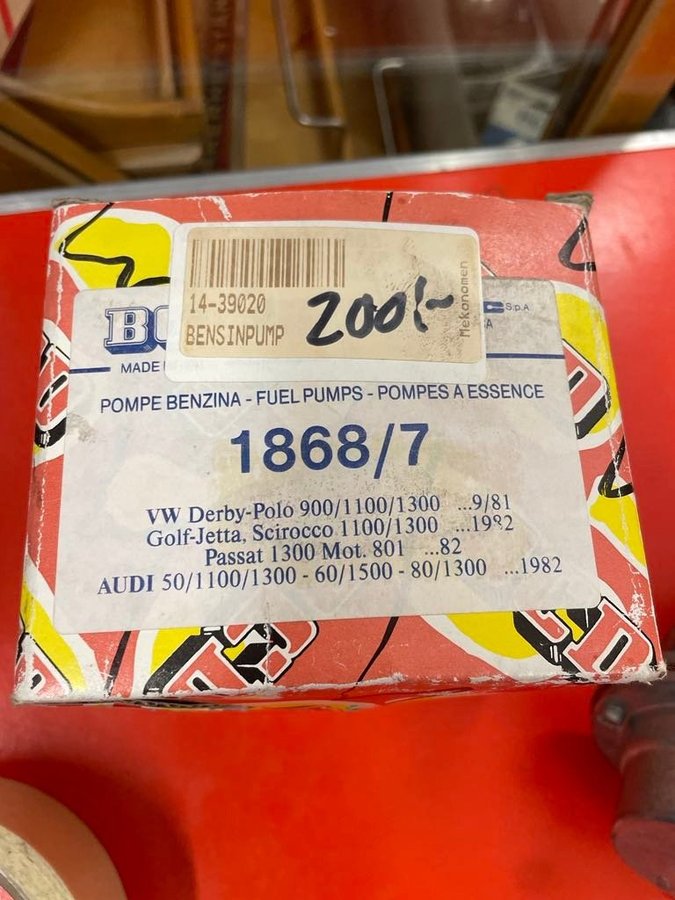 14-39020
BENSINPUMP
200:-
Mekonomen
S.p.A
MADE
POMPE BENZINA - FUEL PUMPS - POMPES A ESSENCE
1868/7
VW Derby-Polo 900/1100/1300 ...9/81
Golf-Jetta, Scirocco 1100/1300 ...1982
Passat 1300 Mot. 801 ...82
AUDI 50/1100/1300 - 60/1500 - 80/1300 ...1982